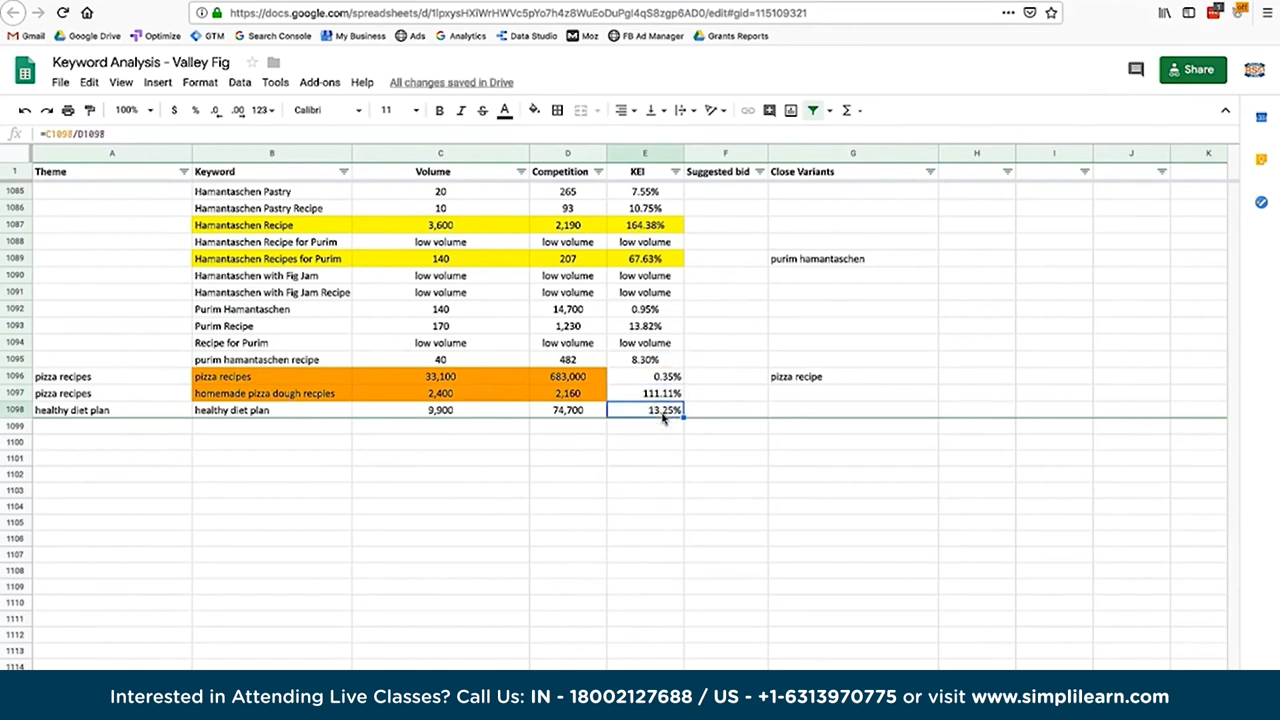 https://docs.google.com/spreadsheets/d/1lpxysHXiWrHWVc5pYo7h4z8WuEoDuPgI4qS8zgp6AD0/edit#gid=115109321
Gmail Google Drive Optimize GTM Search Console My Business Ads Analytics Data Studio Moz FB Ad Manager Grants Reports
Keyword Analysis - Valley Fig
File Edit View Insert Format Data Tools Add-ons Help All changes saved in Drive
Share
100% $ % .0 .00 123 Calibri 11 B I S A
fx =C1098/D1098
A B C D E F G H I J K
1 Theme Keyword Volume Competition KEI Suggested bid Close Variants
1085 Hamantaschen Pastry 20 265 7.55%
1086 Hamantaschen Pastry Recipe 10 93 10.75%
1087 Hamantaschen Recipe 3,600 2,190 164.38%
1088 Hamantaschen Recipe for Purim low volume low volume low volume
1089 Hamantaschen Recipes for Purim 140 207 67.63% purim hamantaschen
1090 Hamantaschen with Fig Jam low volume low volume low volume
1091 Hamantaschen with Fig Jam Recipe low volume low volume low volume
1092 Purim Hamantaschen 140 14,700 0.95%
1093 Purim Recipe 170 1,230 13.82%
1094 Recipe for Purim low volume low volume low volume
1095 purim hamantaschen recipe 40 482 8.30%
1096 pizza recipes pizza recipes 33,100 683,000 0.35% pizza recipe
1097 pizza recipes homemade pizza dough recples 2,400 2,160 111.11%
1098 healthy diet plan healthy diet plan 9,900 74,700 13.25%
1099
1100
1101
1102
1103
1104
1105
1106
1107
1108
1109
1110
1111
1112
1113
1114
Interested in Attending Live Classes? Call Us: IN - 18002127688 / US - +1-6313970775 or visit www.simplilearn.com